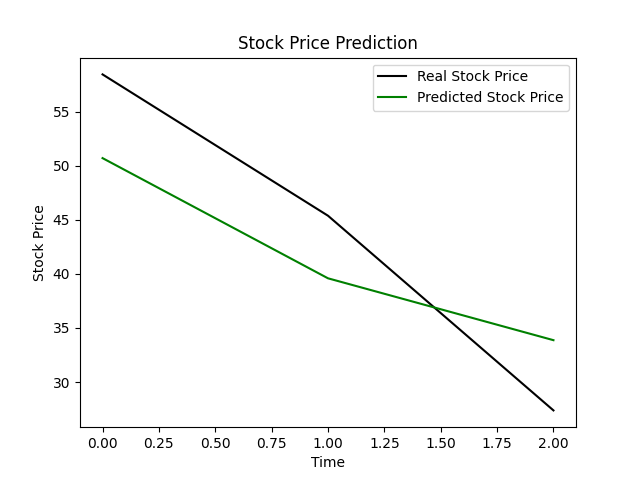 Stock Price Prediction
Real Stock Price
Predicted Stock Price
Stock Price
55
50
45
40
35
30
0.00 0.25 0.50 0.75 1.00 1.25 1.50 1.75 2.00
Time